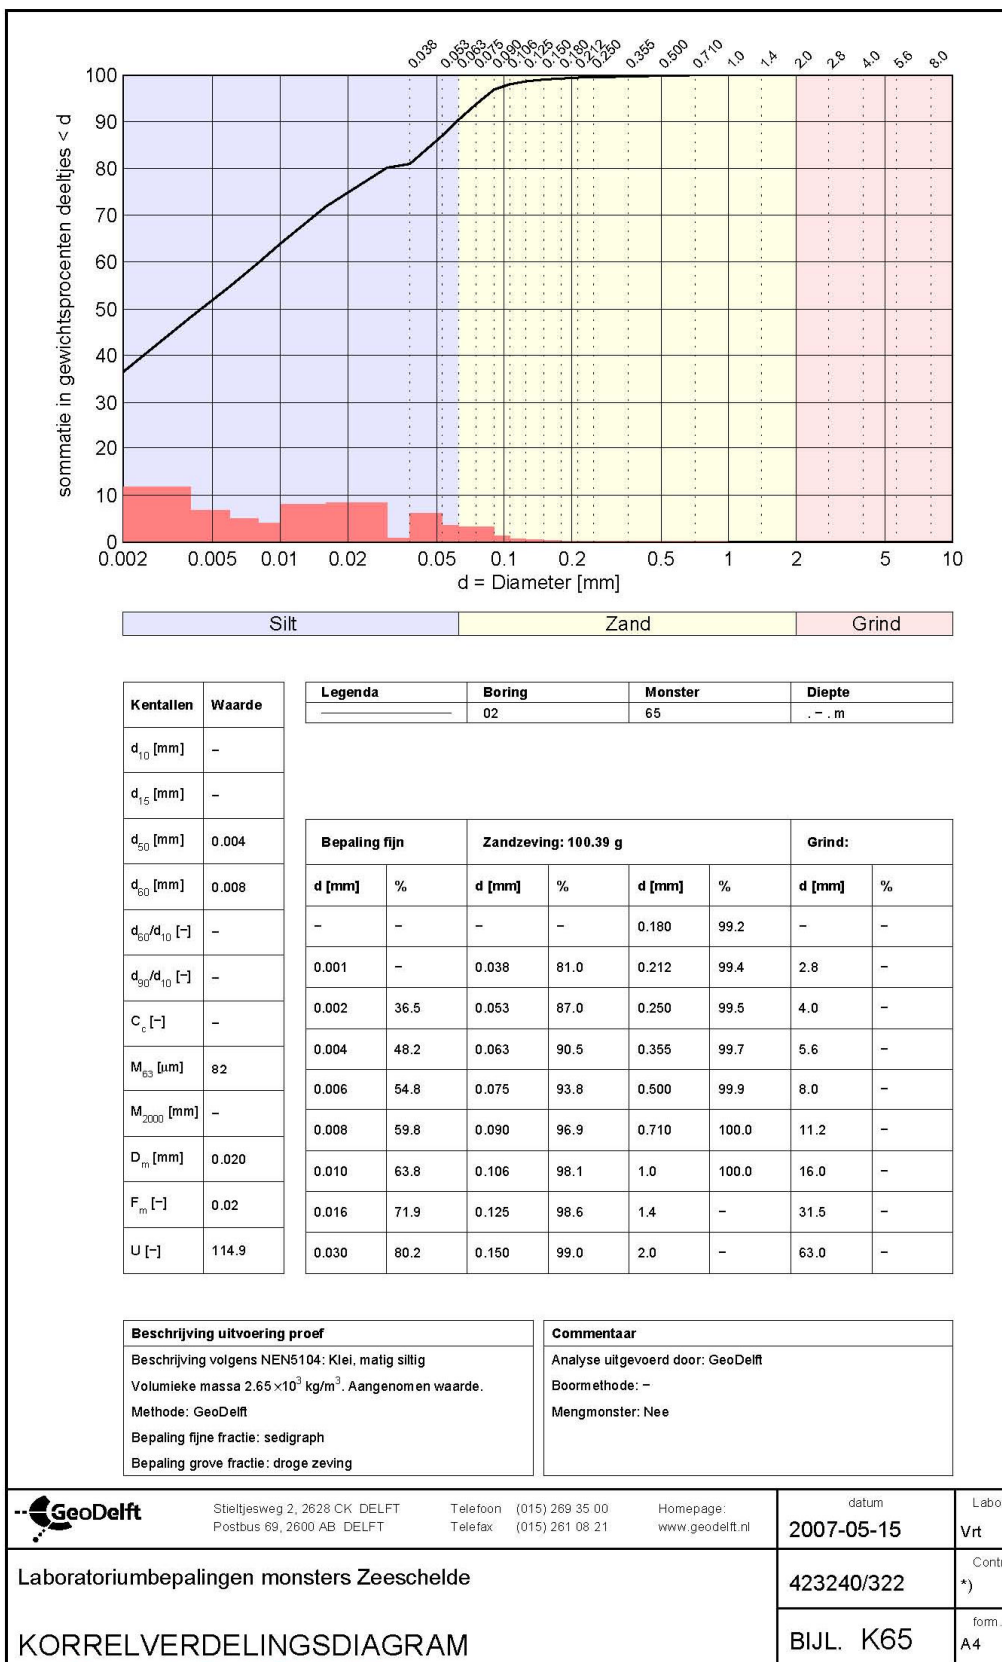 0.038 0.053 0.063 0.075 0.090 0.106 0.125 0.150 0.180 0.212 0.250 0.355 0.500 0.710 1.0 1.4 2.0 2.8 4.0 5.6 8.0
sommatie in gewichtsprocenten deeltjes < d
100
90
80
70
60
50
40
30
20
10
0
0.002 0.005 0.01 0.02 0.05 0.1 0.2 0.5 1 2 5 10
d = Diameter [mm]
Silt Zand Grind
Kentallen Waarde
d10 [mm] –
d15 [mm] –
d50 [mm] 0.004
d60 [mm] 0.008
d60/d10 [–] –
d90/d10 [–] –
Cc [–] –
M63 [µm] 82
M2000 [mm] –
Dm [mm] 0.020
Fm [–] 0.02
U [–] 114.9
Legenda Boring Monster Diepte
02 65 . – . m
Bepaling fijn Zandzeving: 100.39 g Grind:
d [mm] % d [mm] % d [mm] % d [mm] %
– – – – 0.180 99.2 – –
0.001 – 0.038 81.0 0.212 99.4 2.8 –
0.002 36.5 0.053 87.0 0.250 99.5 4.0 –
0.004 48.2 0.063 90.5 0.355 99.7 5.6 –
0.006 54.8 0.075 93.8 0.500 99.9 8.0 –
0.008 59.8 0.090 96.9 0.710 100.0 11.2 –
0.010 63.8 0.106 98.1 1.0 100.0 16.0 –
0.016 71.9 0.125 98.6 1.4 – 31.5 –
0.030 80.2 0.150 99.0 2.0 – 63.0 –
Beschrijving uitvoering proef
Beschrijving volgens NEN5104: Klei, matig siltig
Volumieke massa 2.65 ×10³ kg/m³. Aangenomen waarde.
Methode: GeoDelft
Bepaling fijne fractie: sedigraph
Bepaling grove fractie: droge zeving
Commentaar
Analyse uitgevoerd door: GeoDelft
Boormethode: –
Mengmonster: Nee
GeoDelft
Stieltjesweg 2, 2628 CK DELFT
Postbus 69, 2600 AB DELFT
Telefoon (015) 269 35 00
Telefax (015) 261 08 21
Homepage:
www.geodelft.nl
datum
2007-05-15
Labo
Vrt
Laboratoriumbepalingen monsters Zeeschelde
423240/322
Contr
*)
KORRELVERDELINGSDIAGRAM
BIJL. K65
form.
A4